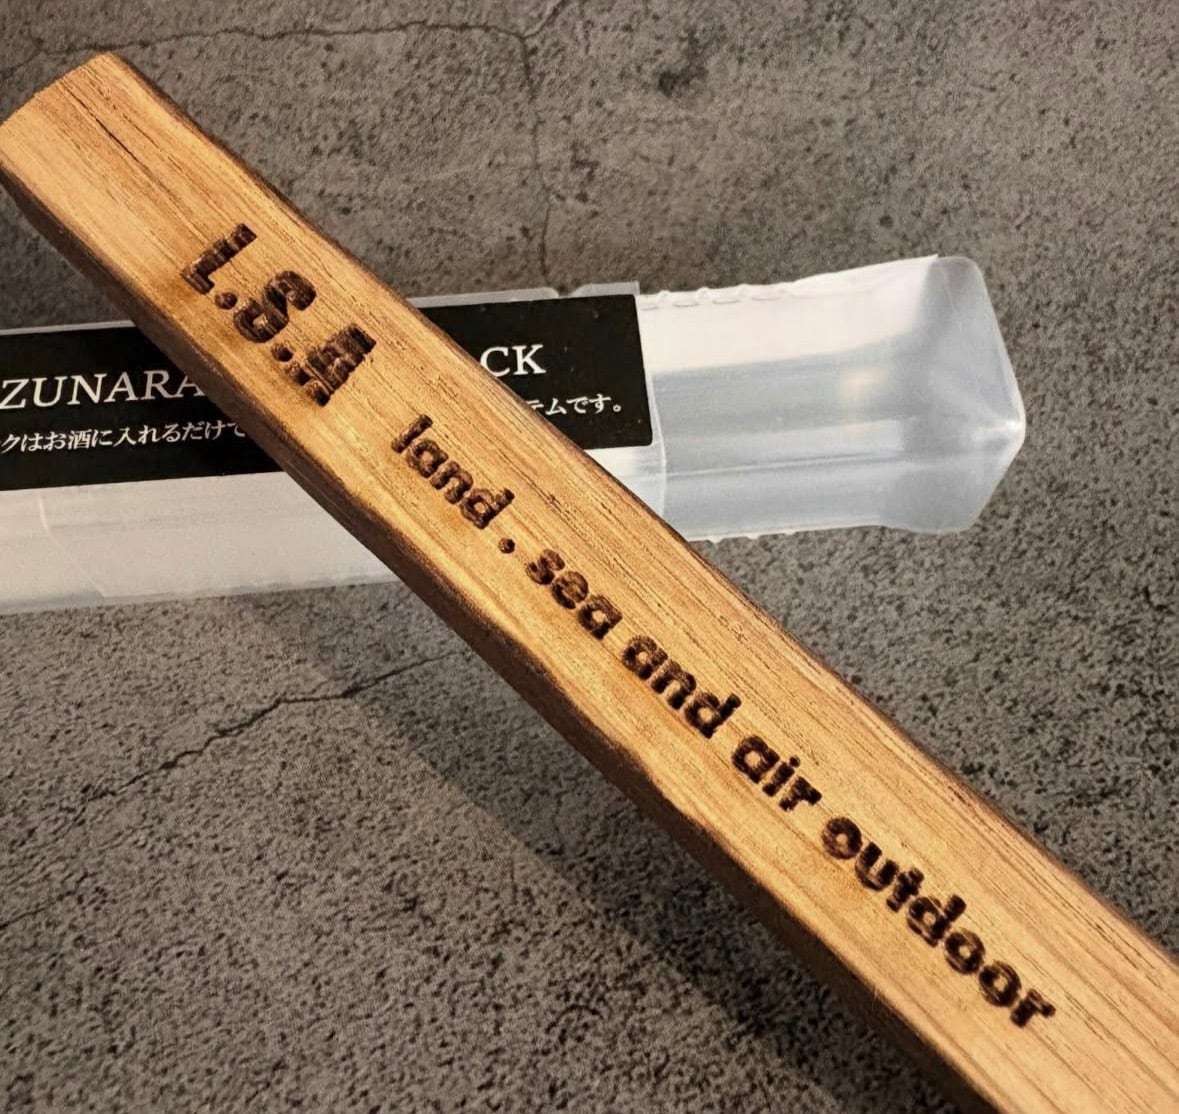 L.S.A
land . sea and air outdoor
ZUNARA CK
クはお酒に入れるだけで テムです。